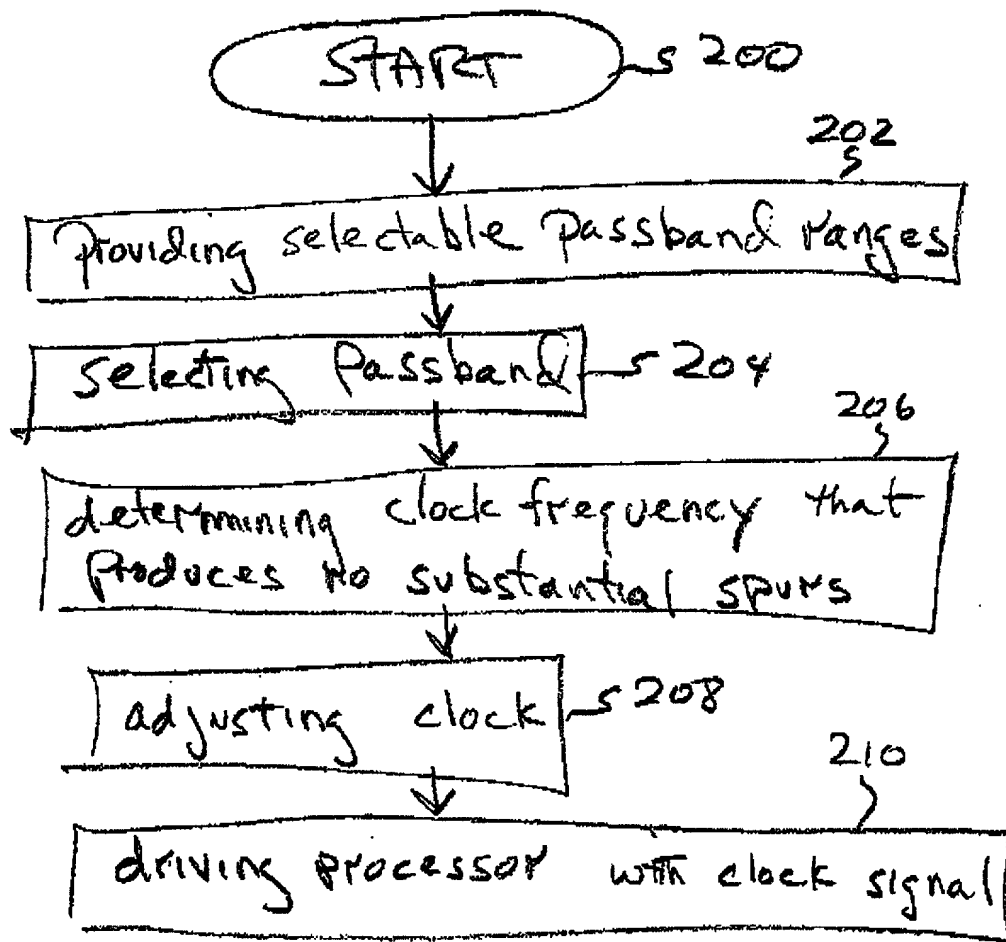 START 200
202
Providing selectable Passband ranges
selecting Passband 204
206
determining clock frequency that
produces no substantial spurs
adjusting clock 208
210
driving processor with clock signal